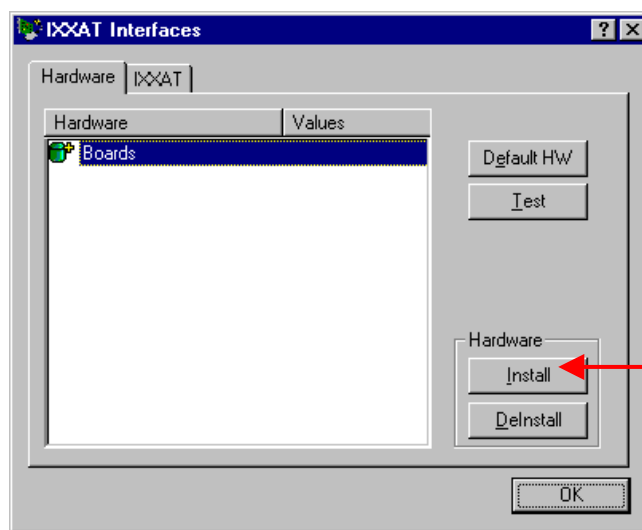 IXXAT Interfaces
Hardware IXXAT
Hardware Values
Boards
Default HW
Test
Hardware
Install
DeInstall
OK